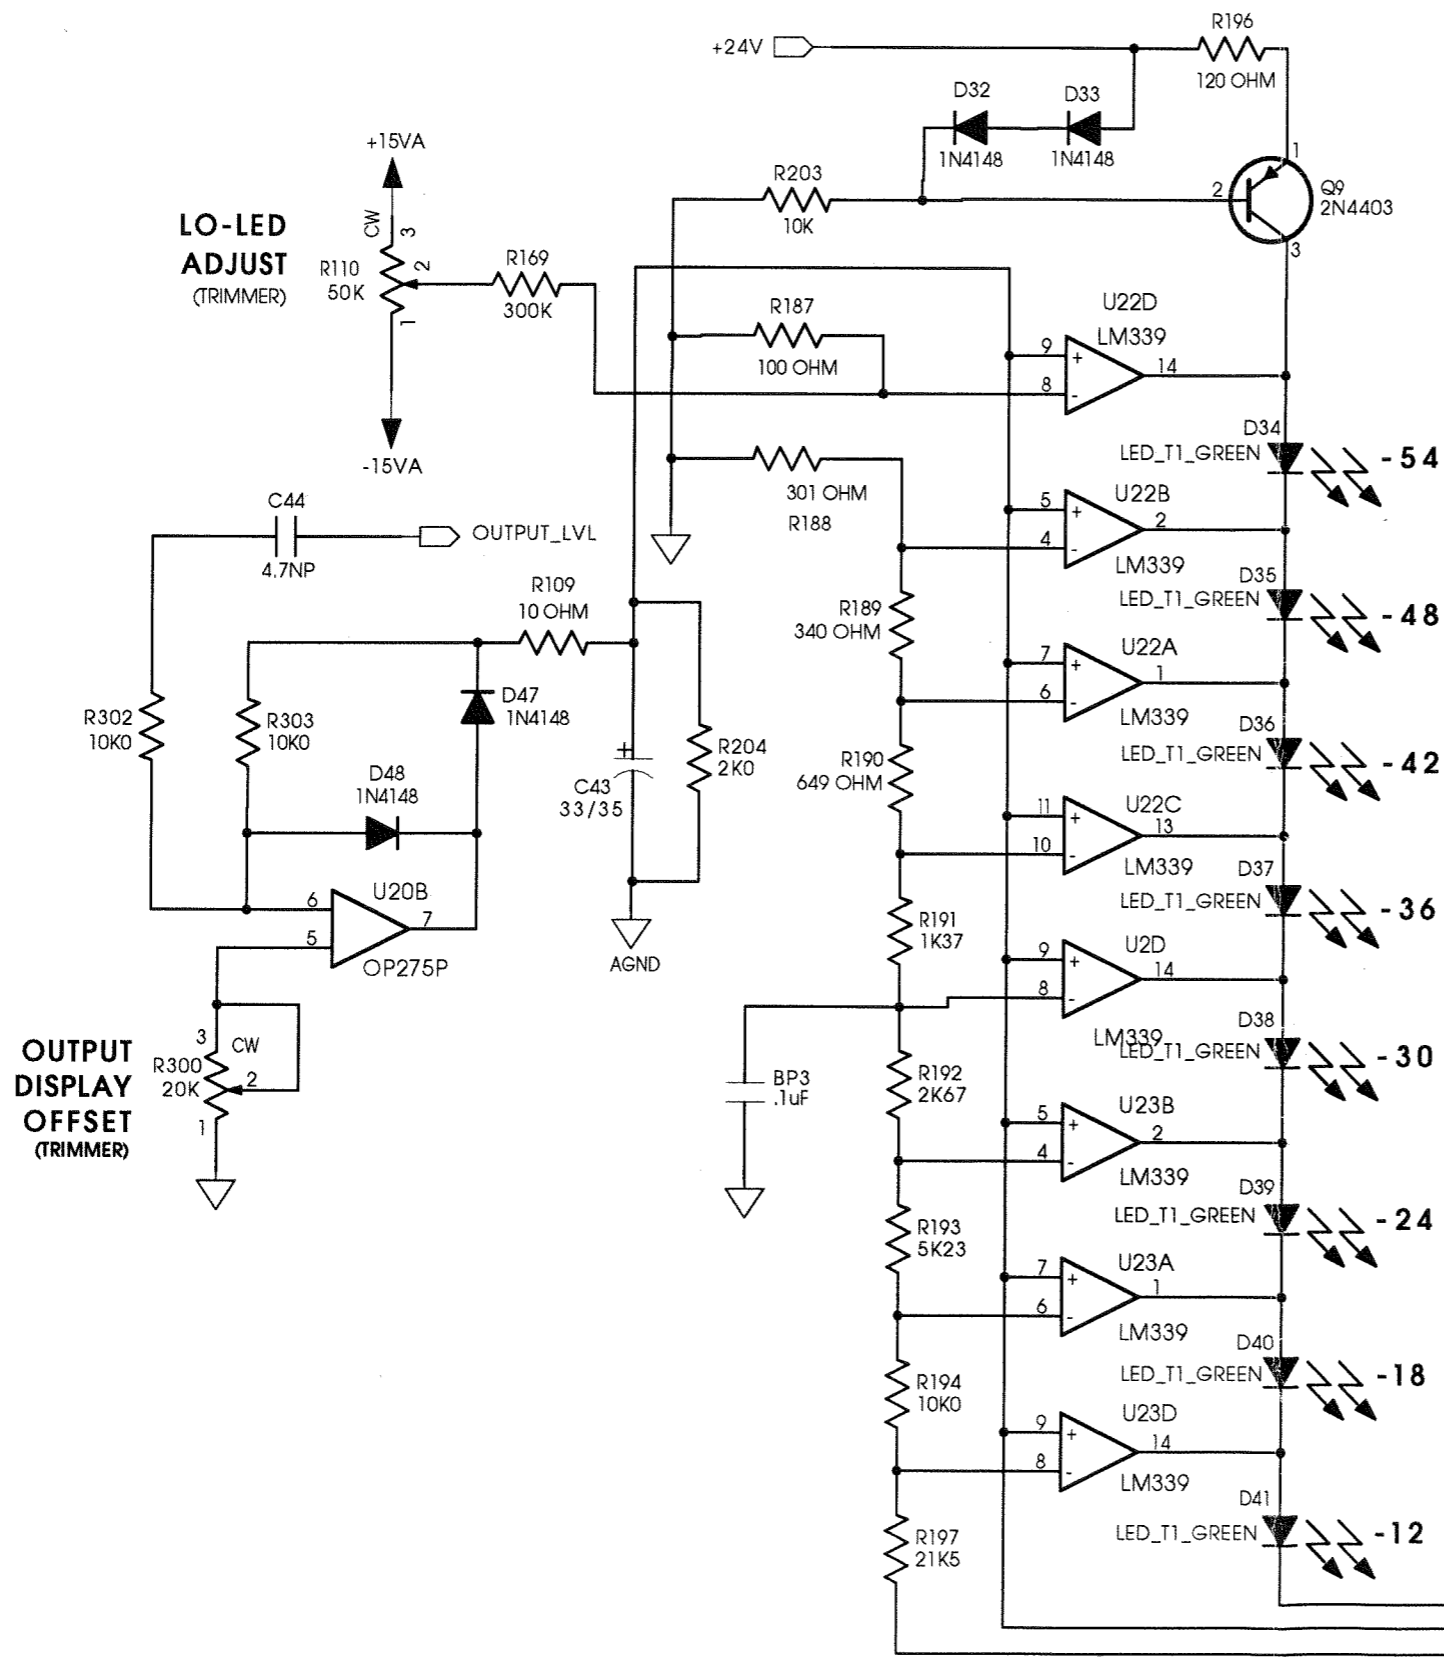 R196
+24V
120 OHM
D32
D33
1N4148
1N4148
1
+15VA
R203
10K
2
Q9
2N4403
3
LO-LED
ADJUST
(TRIMMER)
CW
3
R110
50K
2
1
R169
300K
-15VA
R187
100 OHM
U22D
LM339
9
+
8
-
14
D34
LED_T1_GREEN
-54
301 OHM
R188
C44
4.7NP
OUTPUT_LVL
U22B
5
+
4
-
2
LM339
D35
LED_T1_GREEN
-48
R109
10 OHM
R189
340 OHM
U22A
7
+
6
-
1
LM339
D36
LED_T1_GREEN
-42
R302
10K0
R303
10K0
D47
1N4148
D48
1N4148
+
C43
33/35
R204
2K0
R190
649 OHM
U22C
11
+
10
-
13
LM339
D37
LED_T1_GREEN
-36
U20B
6
5
7
OP275P
AGND
R191
1K37
U2D
9
+
8
-
14
LM339
D38
LED_T1_GREEN
-30
OUTPUT
DISPLAY
OFFSET
(TRIMMER)
3
CW
R300
20K
2
1
BP3
.1uF
R192
2K67
U23B
5
+
4
-
2
LM339
D39
LED_T1_GREEN
-24
R193
5K23
U23A
7
+
6
-
1
LM339
D40
LED_T1_GREEN
-18
R194
10K0
U23D
9
+
8
-
14
LM339
D41
LED_T1_GREEN
-12
R197
21K5